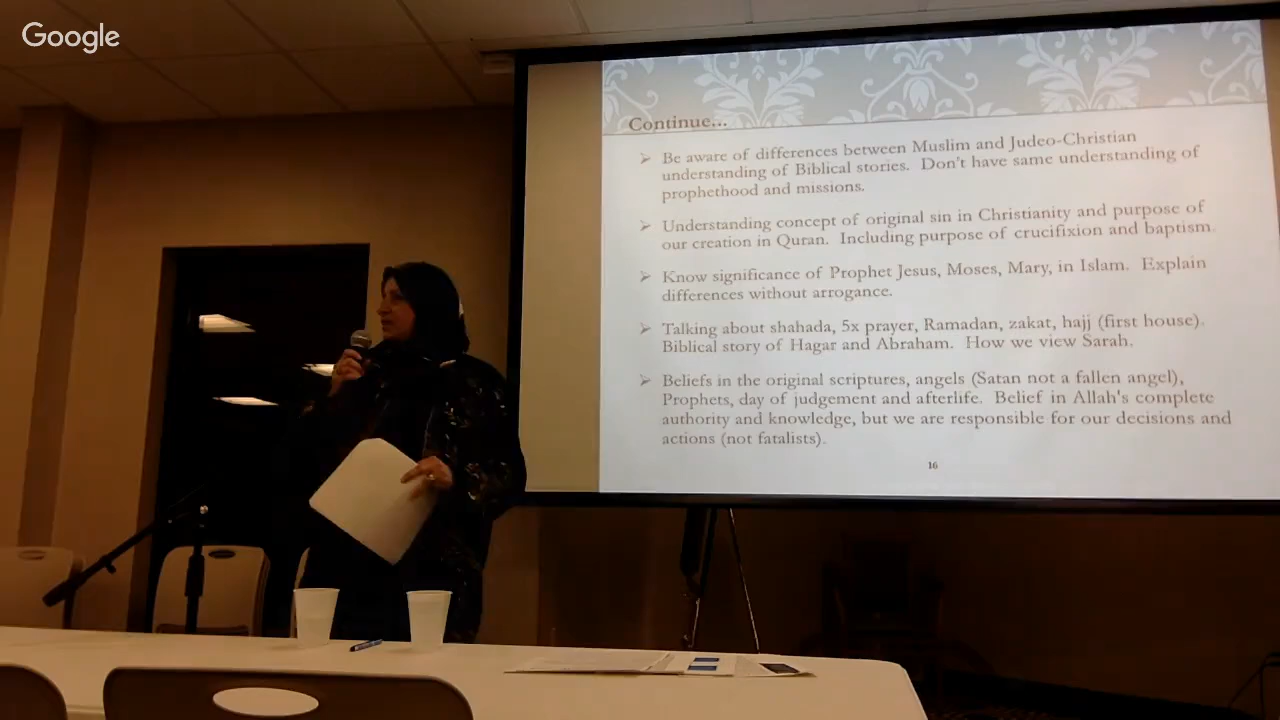 Google
Continue...
➢ Be aware of differences between Muslim and Judeo-Christian
understanding of Biblical stories. Don't have same understanding of
prophethood and missions.
➢ Understanding concept of original sin in Christianity and purpose of
our creation in Quran. Including purpose of crucifixion and baptism
➢ Know significance of Prophet Jesus, Moses, Mary, in Islam. Explain
differences without arrogance.
➢ Talking about shahada, 5x prayer, Ramadan, zakat, hajj (first house).
Biblical story of Hagar and Abraham. How we view Sarah.
➢ Beliefs in the original scriptures, angels (Satan not a fallen angel),
Prophets, day of judgement and afterlife. Belief in Allah's complete
authority and knowledge, but we are responsible for our decisions and
actions (not fatalists).
16